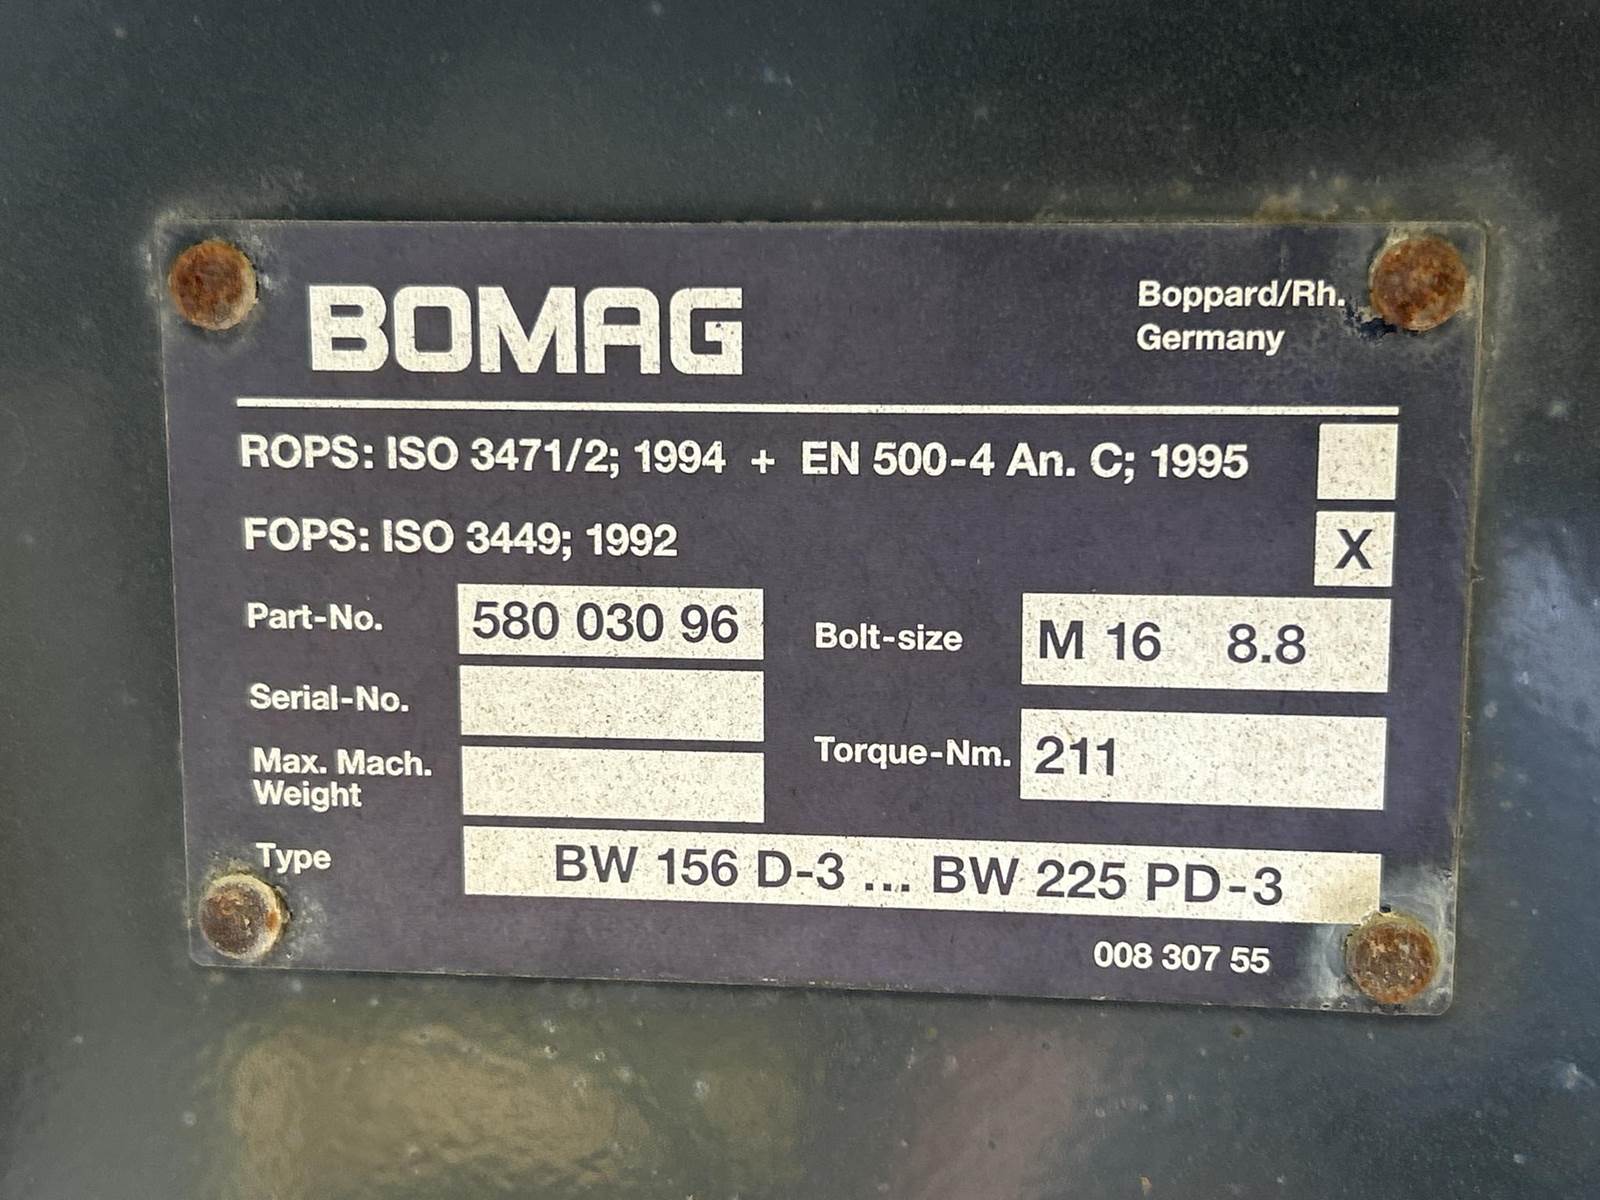 BOMAG
Boppard/Rh.
Germany
ROPS: ISO 3471/2; 1994 + EN 500-4 An. C; 1995
FOPS: ISO 3449; 1992 X
Part-No. 580 030 96
Bolt-size M 16 8.8
Serial-No.
Max. Mach.
Weight
Torque-Nm. 211
Type BW 156 D-3 ... BW 225 PD-3
008 307 55